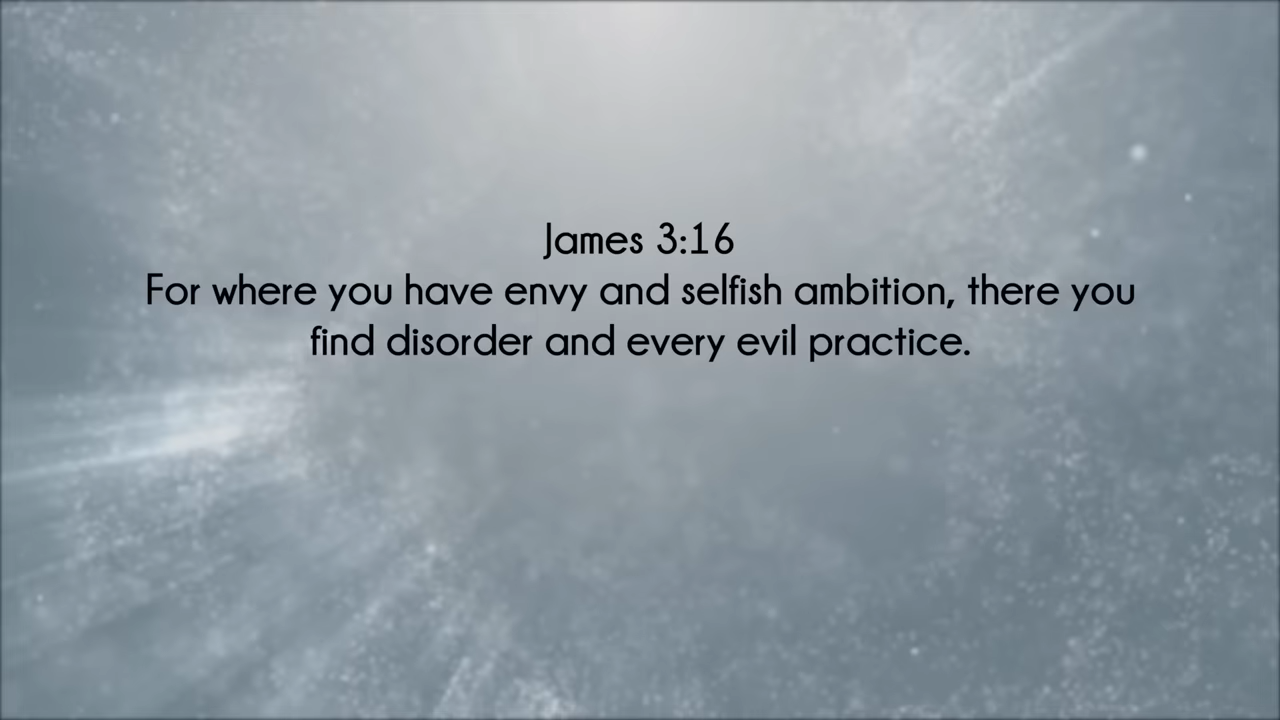 James 3:16
For where you have envy and selfish ambition, there you
find disorder and every evil practice.